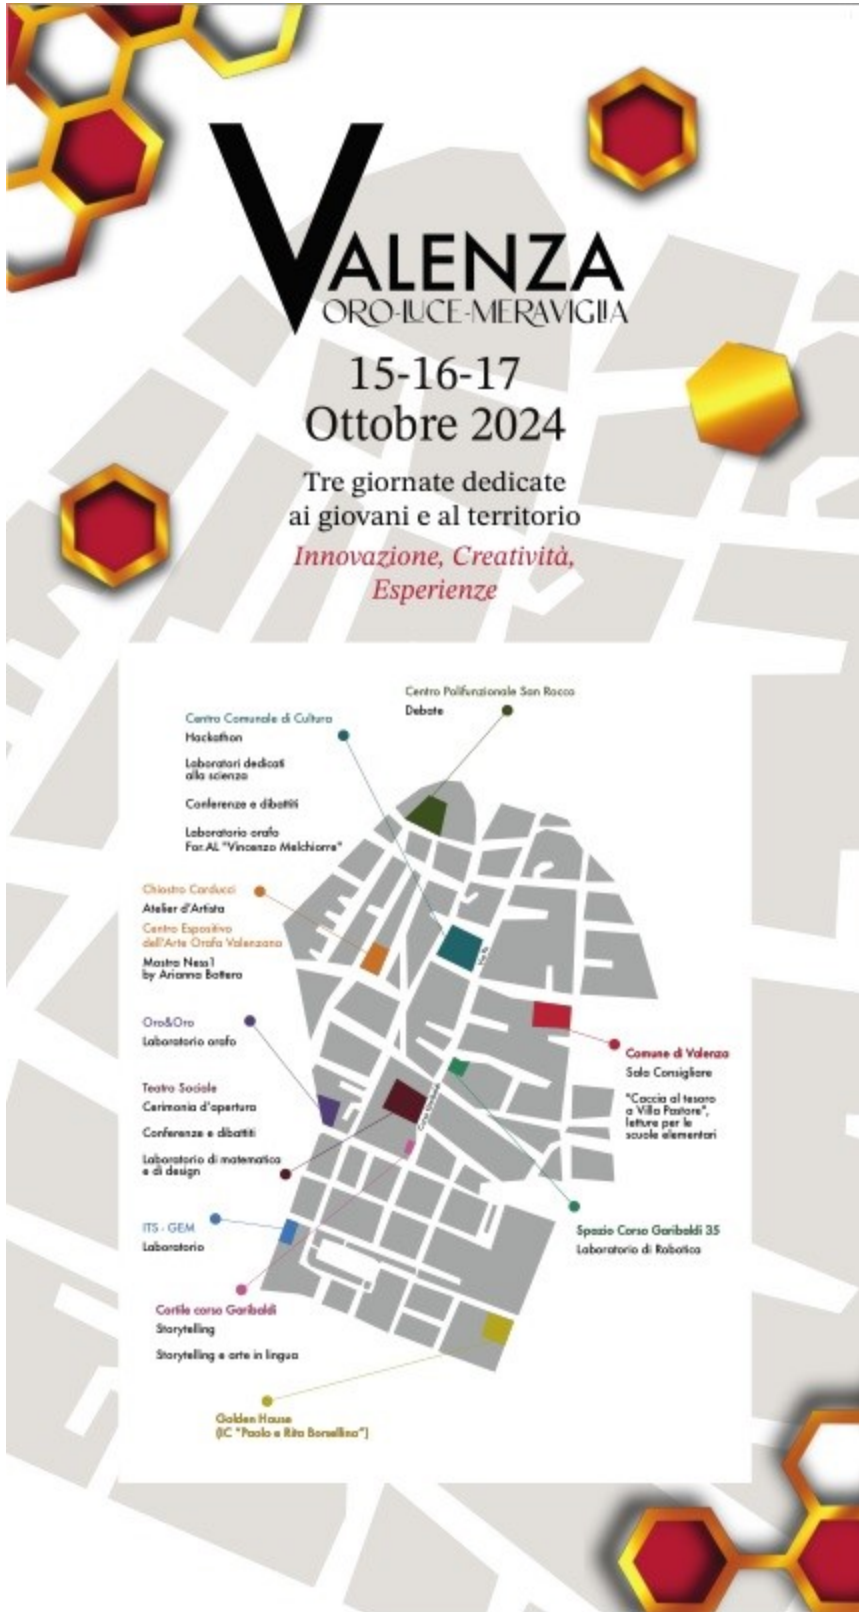 VALENZA
ORO-LUCE-MERAVIGLIA
15-16-17
Ottobre 2024
Tre giornate dedicate
ai giovani e al territorio
Innovazione, Creatività,
Esperienze
Centro Polifunzionale San Rocco
Debate
Centro Comunale di Cultura
Hackathon
Laboratori dedicati
alla scienza
Conferenze e dibattiti
Laboratorio orafo
For.AL "Vincenzo Melchiorre"
Chiostro Carducci
Atelier d'Artista
Centro Espositivo
dell'Arte Orafa Valenzana
Mostra Ness1
by Arianna Bottero
Oro&Oro
Laboratorio orafo
Teatro Sociale
Cerimonia d'apertura
Conferenze e dibattiti
Laboratorio di matematica
e di design
ITS - GEM
Laboratorio
Cortile corso Garibaldi
Storytelling
Storytelling e arte in lingua
Golden House
(IC "Paolo e Rita Borsellino")
Via Po
Corso Garibaldi
Comune di Valenza
Sala Consigliare
"Caccia al tesoro
a Villa Pastore",
letture per le
scuole elementari
Spazio Corso Garibaldi 35
Laboratorio di Robotica